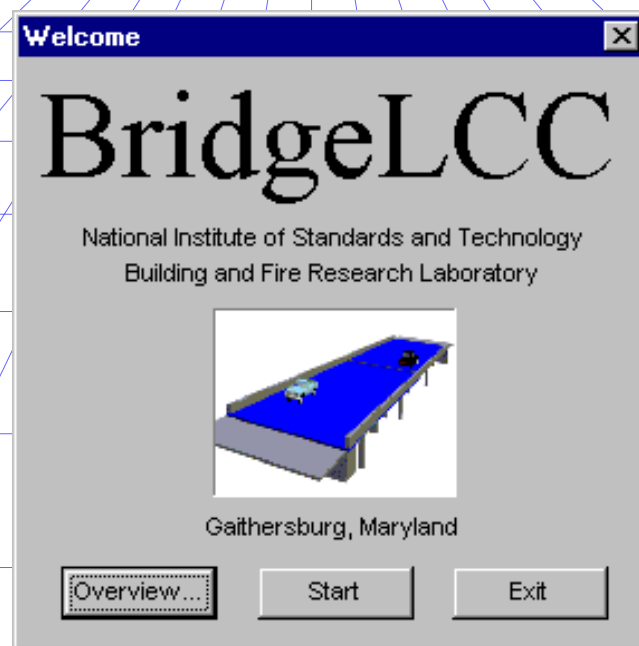 Welcome
BridgeLCC
National Institute of Standards and Technology
Building and Fire Research Laboratory
Gaithersburg, Maryland
Overview... Start Exit